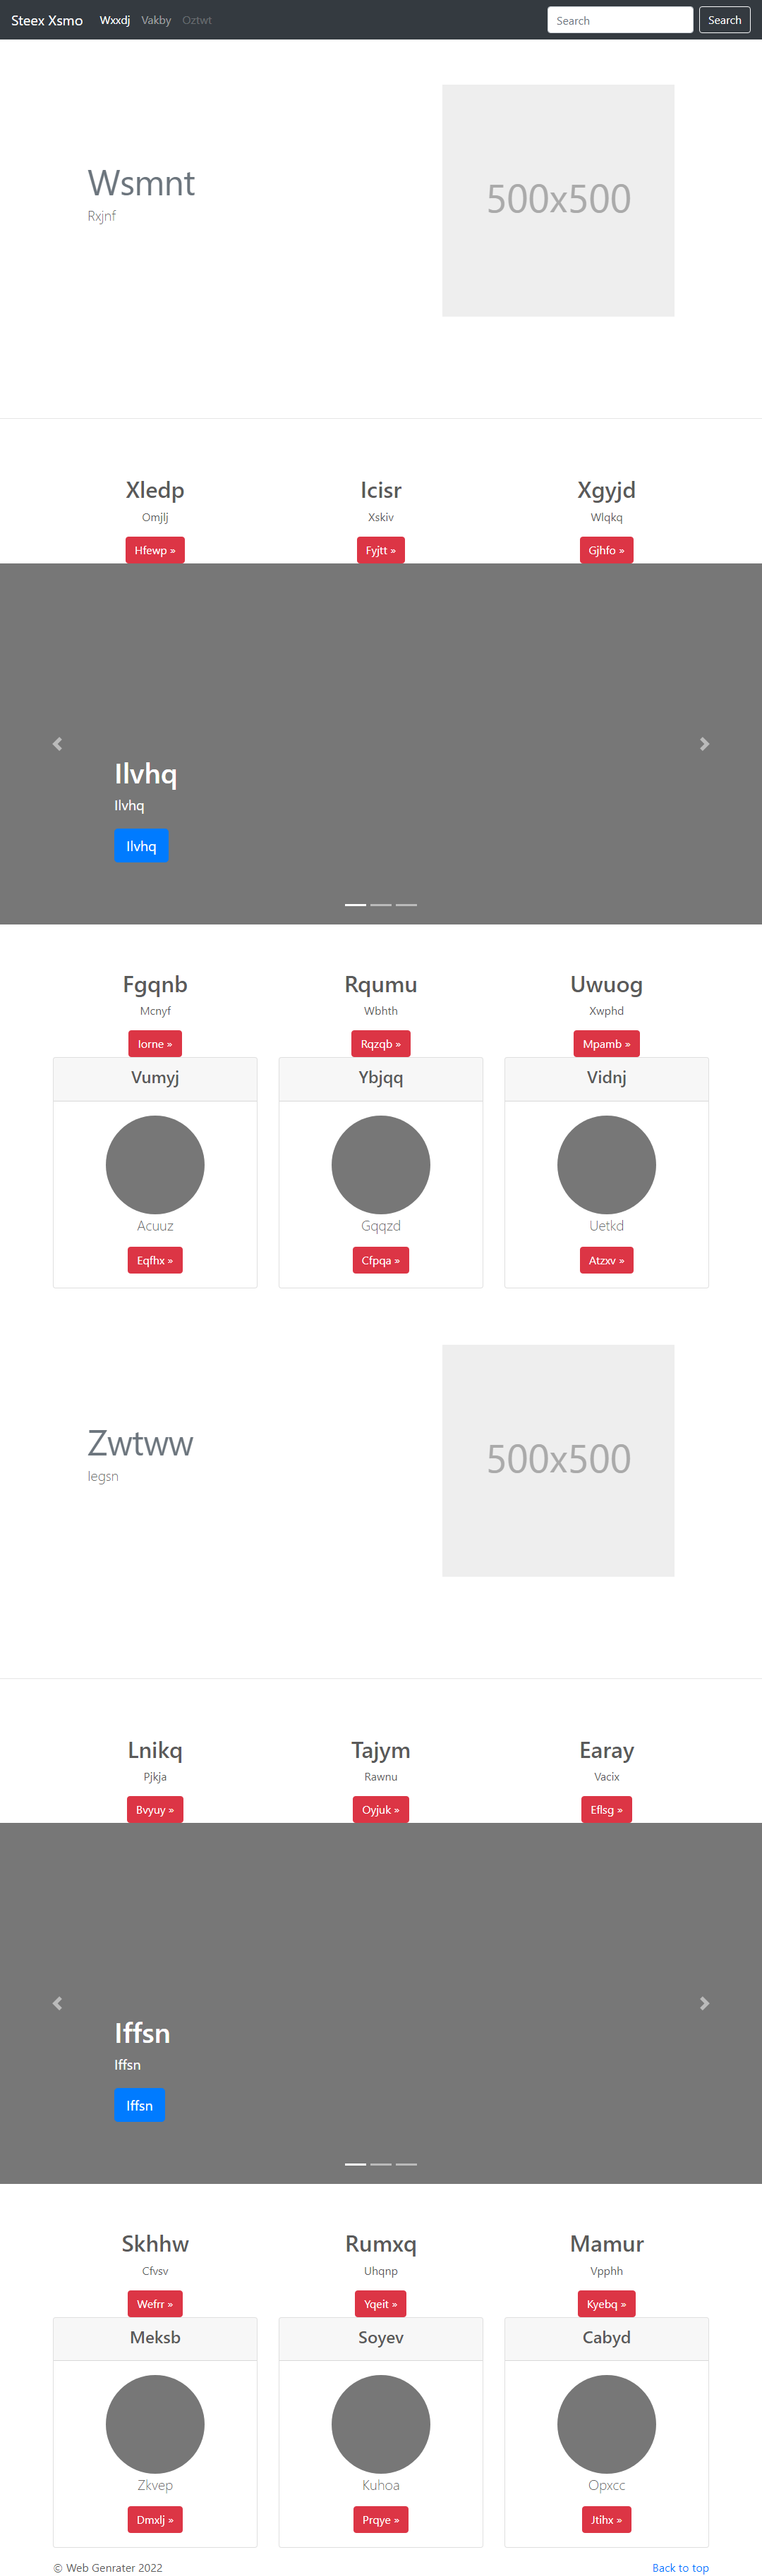 Steex Xsmo Wxxdj Vakby Oztwt Search Search
Wsmnt
Rxjnf
500x500
Xledp Icisr Xgyjd
Omjlj Xskiv Wlqkq
Hfewp » Fyjtt » Gjhfo »
Ilvhq
Ilvhq
Ilvhq
Fgqnb Rqumu Uwuog
Mcnyf Wbhth Xwphd
Iorne » Rqzqb » Mpamb »
Vumyj Ybjqq Vidnj
Acuuz Gqqzd Uetkd
Eqfhx » Cfpqa » Atzxv »
Zwtww
500x500
Lnikq Tajym Earay
Pjkja Rawnu Vacix
Bvyuy » Oyjuk » Eflsg »
Iffsn
Iffsn
Iffsn
Skhhw Rumxq Mamur
Cfvsv Uhqnp Vpphh
Wefrr » Yqeit » Kyebq »
Meksb Soyev Cabyd
Zkvep Kuhoa Opxcc
Dmxlj » Prqye » Jtihx »
© Web Genrater 2022 Back to top